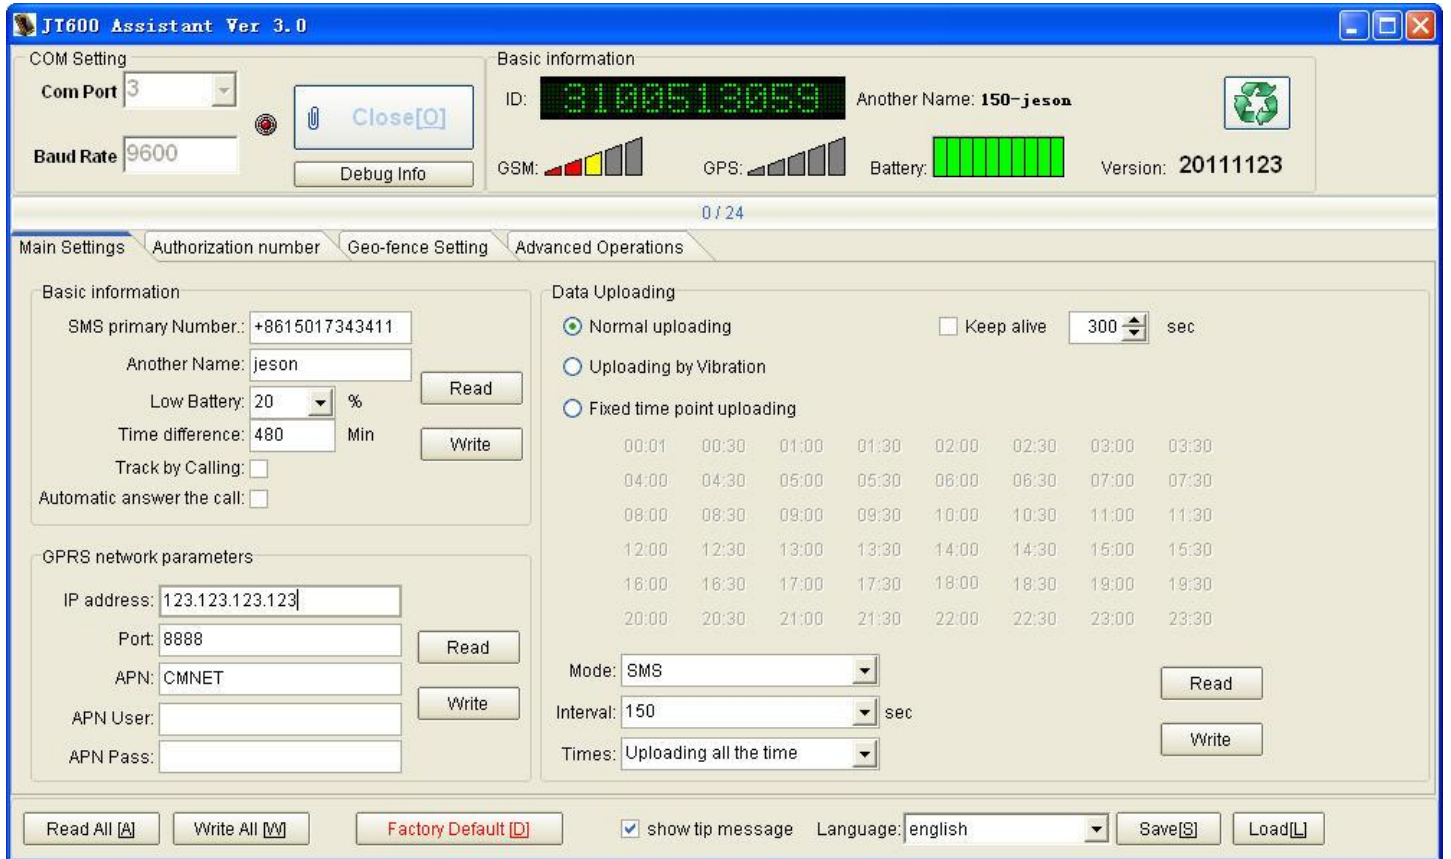 JT600 Assistant Ver 3.0
COM Setting
Com Port 3
Baud Rate 9600
Close[O]
Debug Info
Basic information
ID: 3100513059
Another Name: 150-jeson
GSM:
GPS:
Battery:
Version: 20111123
0 / 24
Main Settings
Authorization number
Geo-fence Setting
Advanced Operations
Basic information
SMS primary Number.: +8615017343411
Another Name: jeson
Low Battery: 20 %
Time difference: 480 Min
Track by Calling:
Automatic answer the call:
Read
Write
GPRS network parameters
IP address: 123.123.123.123
Port: 8888
APN: CMNET
APN User:
APN Pass:
Read
Write
Data Uploading
Normal uploading
Keep alive 300 sec
Uploading by Vibration
Fixed time point uploading
00:01 00:30 01:00 01:30 02:00 02:30 03:00 03:30
04:00 04:30 05:00 05:30 06:00 06:30 07:00 07:30
08:00 08:30 09:00 09:30 10:00 10:30 11:00 11:30
12:00 12:30 13:00 13:30 14:00 14:30 15:00 15:30
16:00 16:30 17:00 17:30 18:00 18:30 19:00 19:30
20:00 20:30 21:00 21:30 22:00 22:30 23:00 23:30
Mode: SMS
Interval: 150 sec
Times: Uploading all the time
Read
Write
Read All [A]
Write All [W]
Factory Default [D]
show tip message
Language: english
Save[S]
Load[L]